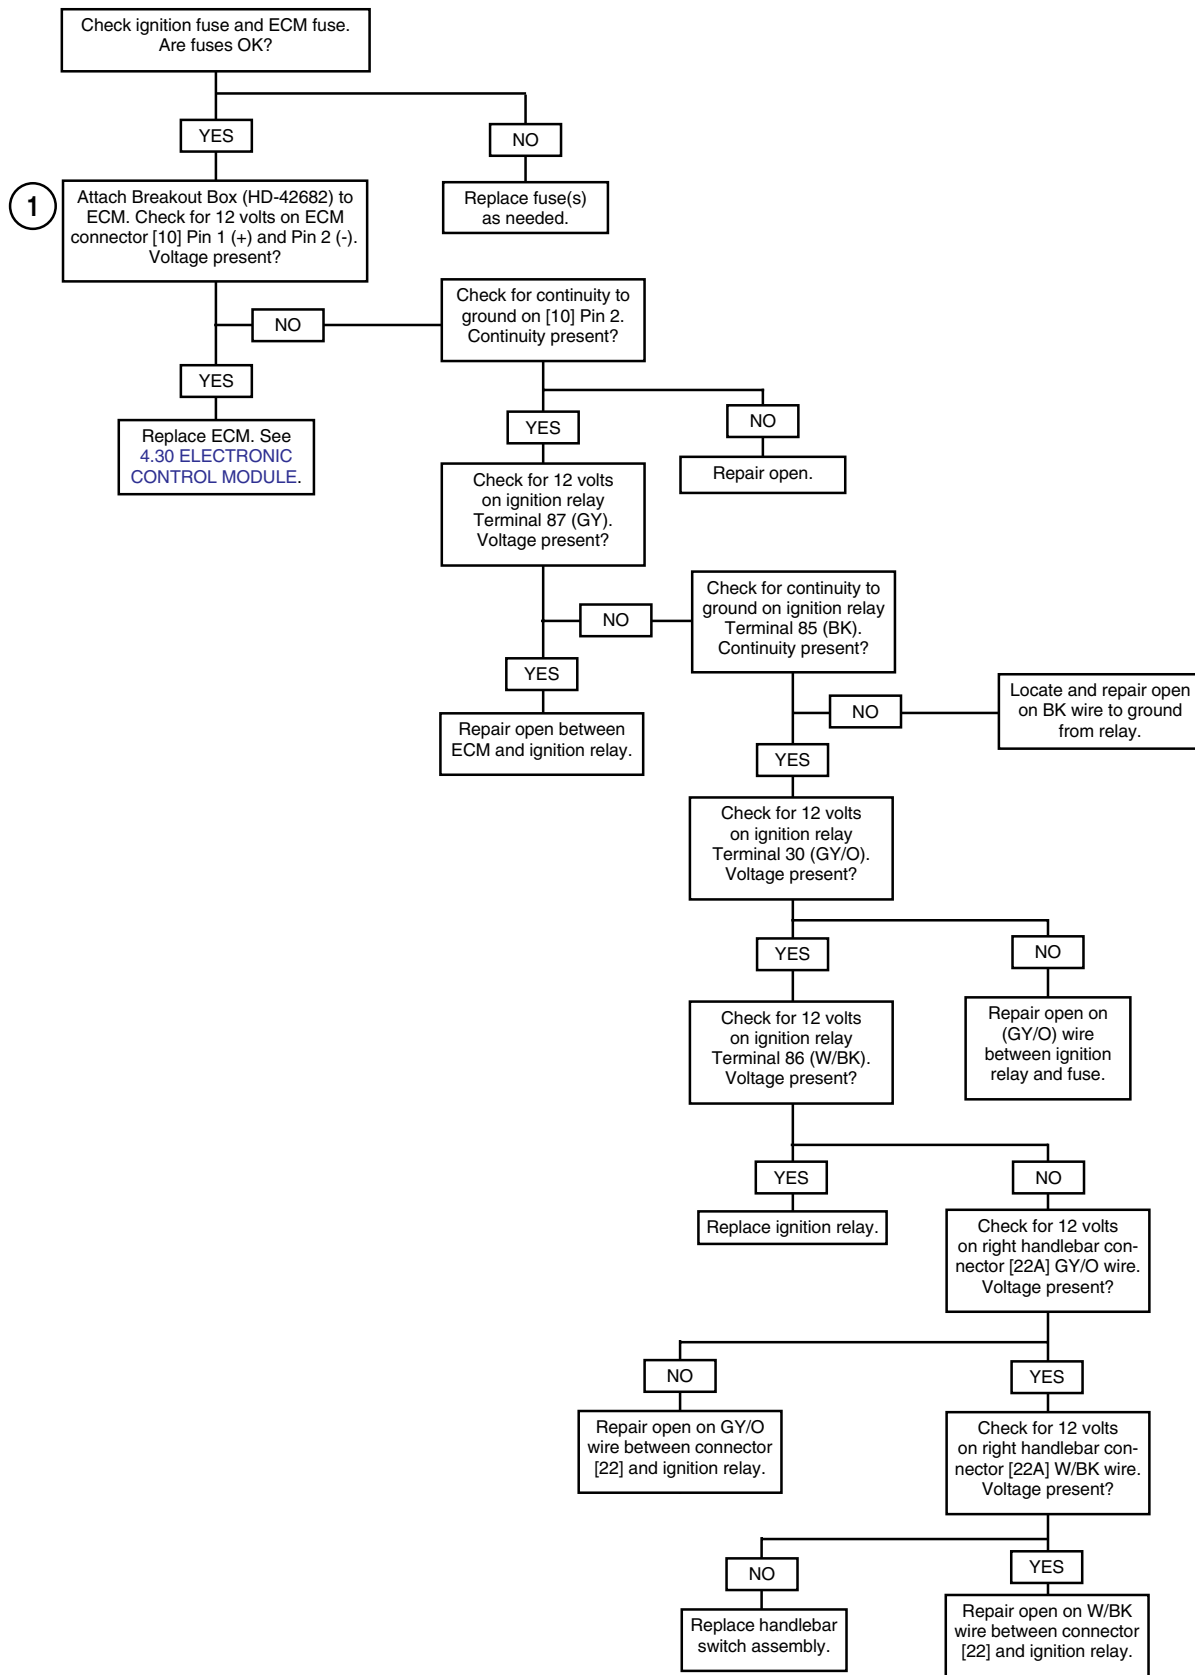 Check ignition fuse and ECM fuse.
Are fuses OK?
YES
NO
1
Attach Breakout Box (HD-42682) to
ECM. Check for 12 volts on ECM
connector [10] Pin 1 (+) and Pin 2 (-).
Voltage present?
Replace fuse(s)
as needed.
NO
Check for continuity to
ground on [10] Pin 2.
Continuity present?
YES
Replace ECM. See
4.30 ELECTRONIC
CONTROL MODULE.
YES
NO
Repair open.
Check for 12 volts
on ignition relay
Terminal 87 (GY).
Voltage present?
NO
Check for continuity to
ground on ignition relay
Terminal 85 (BK).
Continuity present?
YES
Repair open between
ECM and ignition relay.
NO
Locate and repair open
on BK wire to ground
from relay.
YES
Check for 12 volts
on ignition relay
Terminal 30 (GY/O).
Voltage present?
YES
NO
Check for 12 volts
on ignition relay
Terminal 86 (W/BK).
Voltage present?
Repair open on
(GY/O) wire
between ignition
relay and fuse.
YES
NO
Replace ignition relay.
Check for 12 volts
on right handlebar con-
nector [22A] GY/O wire.
Voltage present?
NO
YES
Repair open on GY/O
wire between connector
[22] and ignition relay.
Check for 12 volts
on right handlebar con-
nector [22A] W/BK wire.
Voltage present?
NO
YES
Replace handlebar
switch assembly.
Repair open on W/BK
wire between connector
[22] and ignition relay.